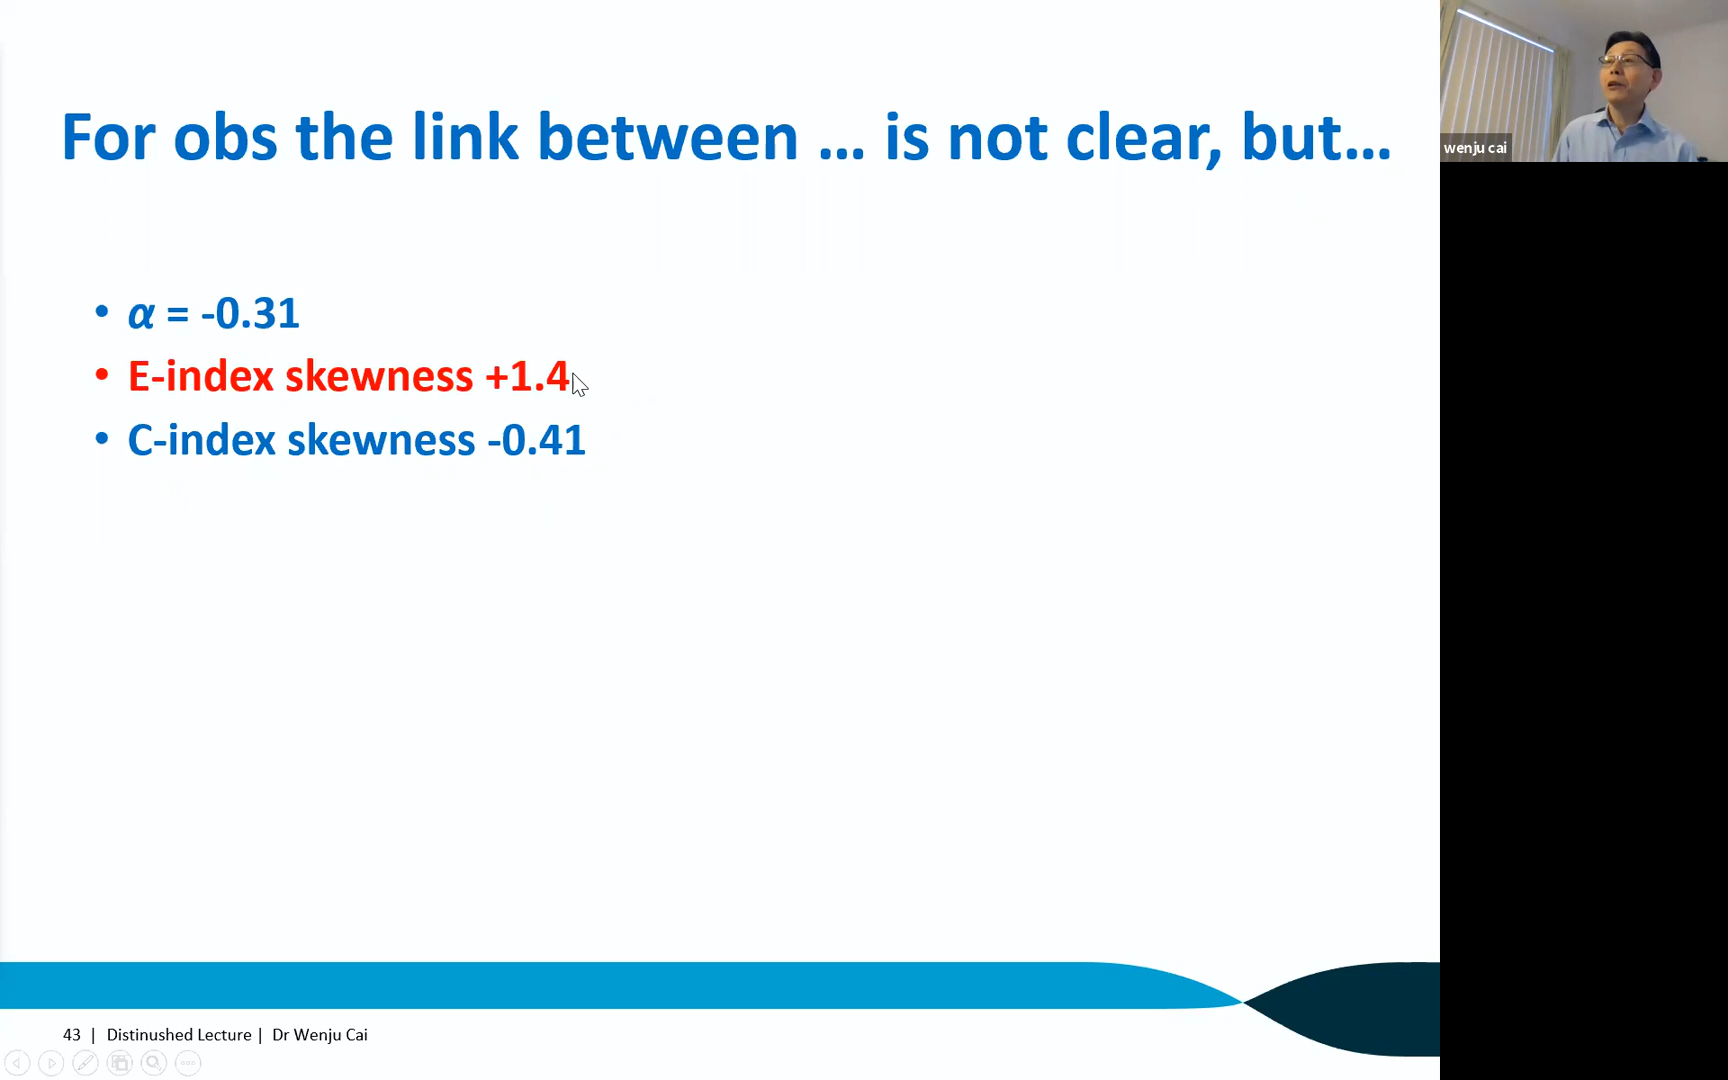 For obs the link between ... is not clear, but...
• α = -0.31
• E-index skewness +1.4
• C-index skewness -0.41
wenju cai
43 | Distinushed Lecture | Dr Wenju Cai